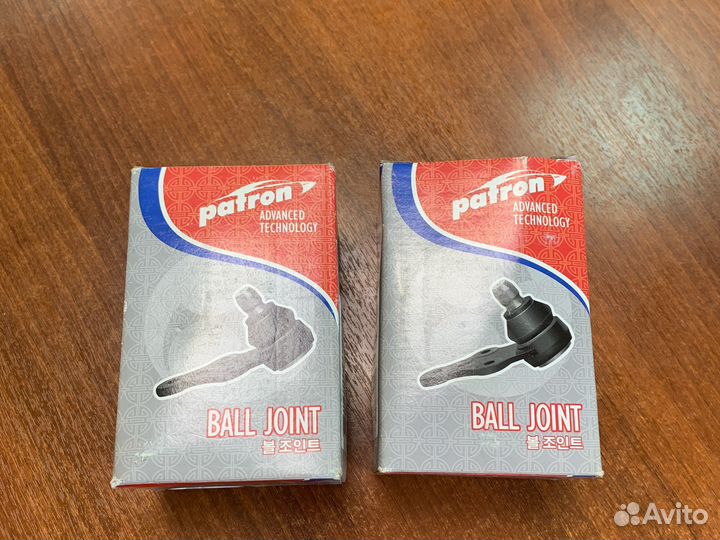 patron
ADVANCED
TECHNOLOGY
BALL JOINT
볼 조인트
patron
ADVANCED
TECHNOLOGY
BALL JOINT
볼 조인트
Avito